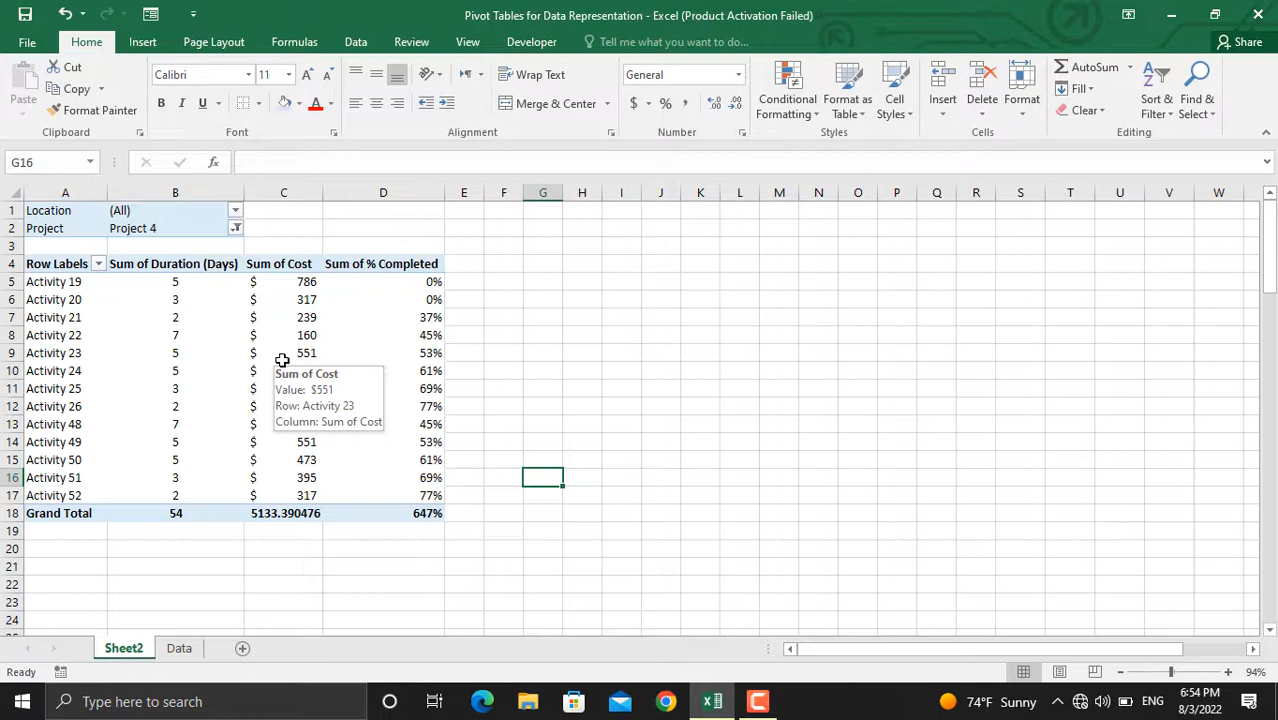 Pivot Tables for Data Representation - Excel (Product Activation Failed)
File Home Insert Page Layout Formulas Data Review View Developer Tell me what you want to do... Share
Paste Cut Copy Format Painter Clipboard
Calibri 11 A A B I U A Font
Wrap Text Merge & Center Alignment
General $ % , Number
Conditional Formatting Format as Table Cell Styles Styles
Insert Delete Format Cells
AutoSum Fill Clear Sort & Filter Find & Select Editing
G16 fx
A B C D E F G H I J K L M N O P Q R S T U V W
1 Location (All)
2 Project Project 4
3
4 Row Labels Sum of Duration (Days) Sum of Cost Sum of % Completed
5 Activity 19 5 $ 786 0%
6 Activity 20 3 $ 317 0%
7 Activity 21 2 $ 239 37%
8 Activity 22 7 $ 160 45%
9 Activity 23 5 $ 551 53%
10 Activity 24 5 $ 61%
11 Activity 25 3 $ 69%
12 Activity 26 2 $ 77%
13 Activity 48 7 $ 45%
Sum of Cost
Value: $551
Row: Activity 23
Column: Sum of Cost
14 Activity 49 5 $ 551 53%
15 Activity 50 5 $ 473 61%
16 Activity 51 3 $ 395 69%
17 Activity 52 2 $ 317 77%
18 Grand Total 54 5133.390476 647%
19
20
21
22
23
24
Sheet2 Data
Ready 94%
Type here to search 74°F Sunny ENG 6:54 PM
8/3/2022